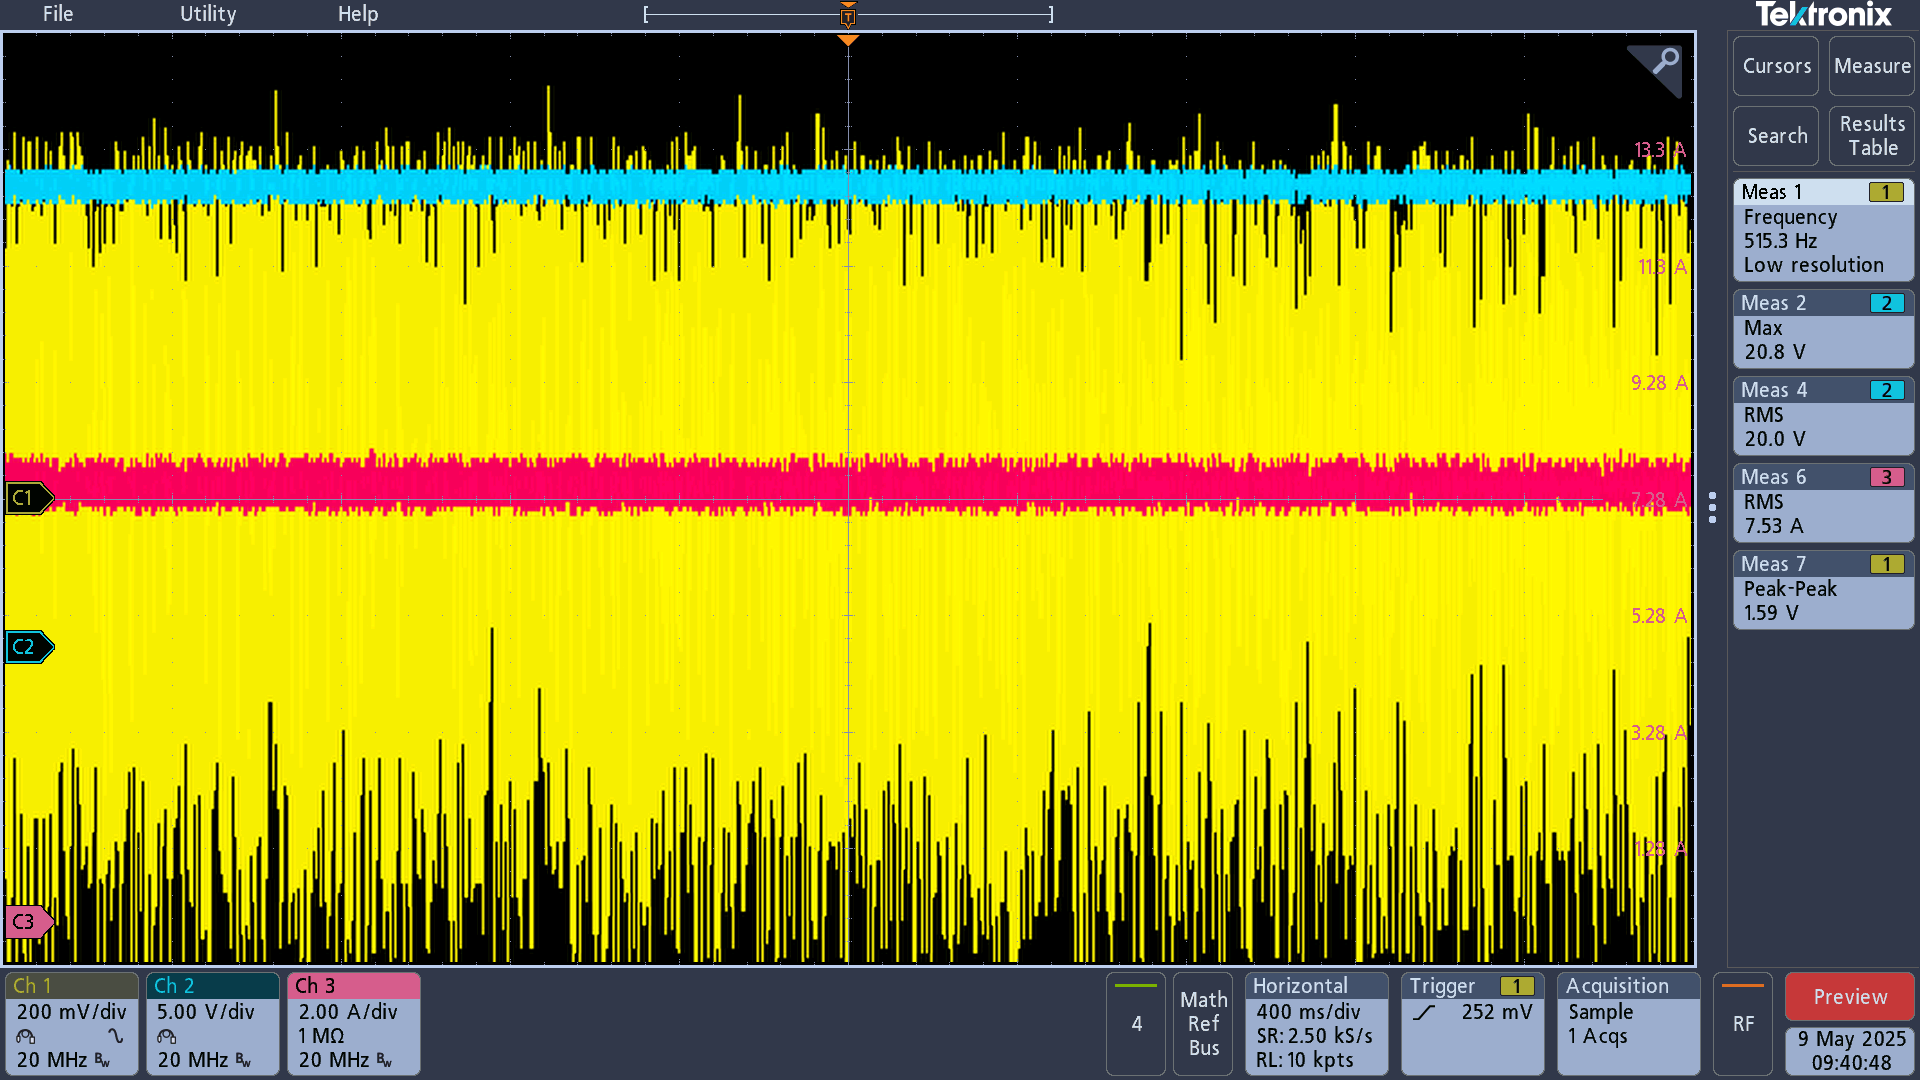 File Utility Help
T
Tektronix
Cursors Measure
Search Results Table
13.3 A
11.3 A
9.28 A
7.28 A
5.28 A
3.28 A
1.28 A
C1
C2
C3
Meas 1 1
Frequency
515.3 Hz
Low resolution
Meas 2 2
Max
20.8 V
Meas 4 2
RMS
20.0 V
Meas 6 3
RMS
7.53 A
Meas 7 1
Peak-Peak
1.59 V
Ch 1
200 mV/div
20 MHz Bw
Ch 2
5.00 V/div
20 MHz Bw
Ch 3
2.00 A/div
1 MΩ
20 MHz Bw
4
Math
Ref
Bus
Horizontal
400 ms/div
SR: 2.50 kS/s
RL: 10 kpts
Trigger 1
252 mV
Acquisition
Sample
1 Acqs
RF
Preview
9 May 2025
09:40:48